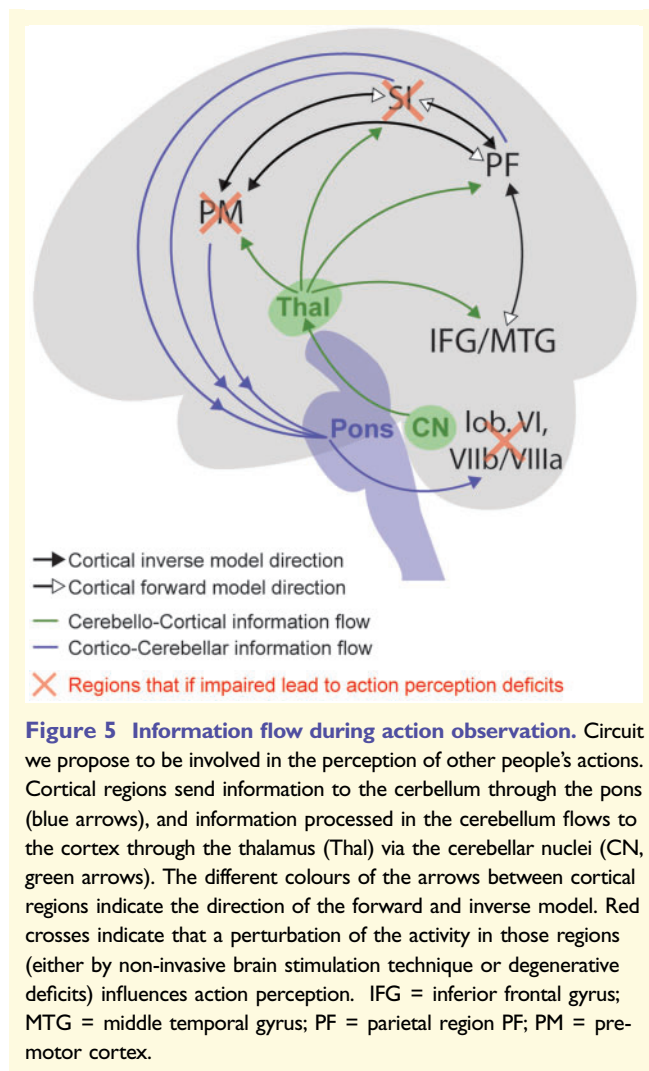 SI
PF
PM
Thal
IFG/MTG
Pons
CN
lob. VI,
VIIb/VIIIa
Cortical inverse model direction
Cortical forward model direction
Cerebello-Cortical information flow
Cortico-Cerebellar information flow
Regions that if impaired lead to action perception deficits
Figure 5 Information flow during action observation. Circuit
we propose to be involved in the perception of other people's actions.
Cortical regions send information to the cerbellum through the pons
(blue arrows), and information processed in the cerebellum flows to
the cortex through the thalamus (Thal) via the cerebellar nuclei (CN,
green arrows). The different colours of the arrows between cortical
regions indicate the direction of the forward and inverse model. Red
crosses indicate that a perturbation of the activity in those regions
(either by non-invasive brain stimulation technique or degenerative
deficits) influences action perception. IFG = inferior frontal gyrus;
MTG = middle temporal gyrus; PF = parietal region PF; PM = pre-
motor cortex.